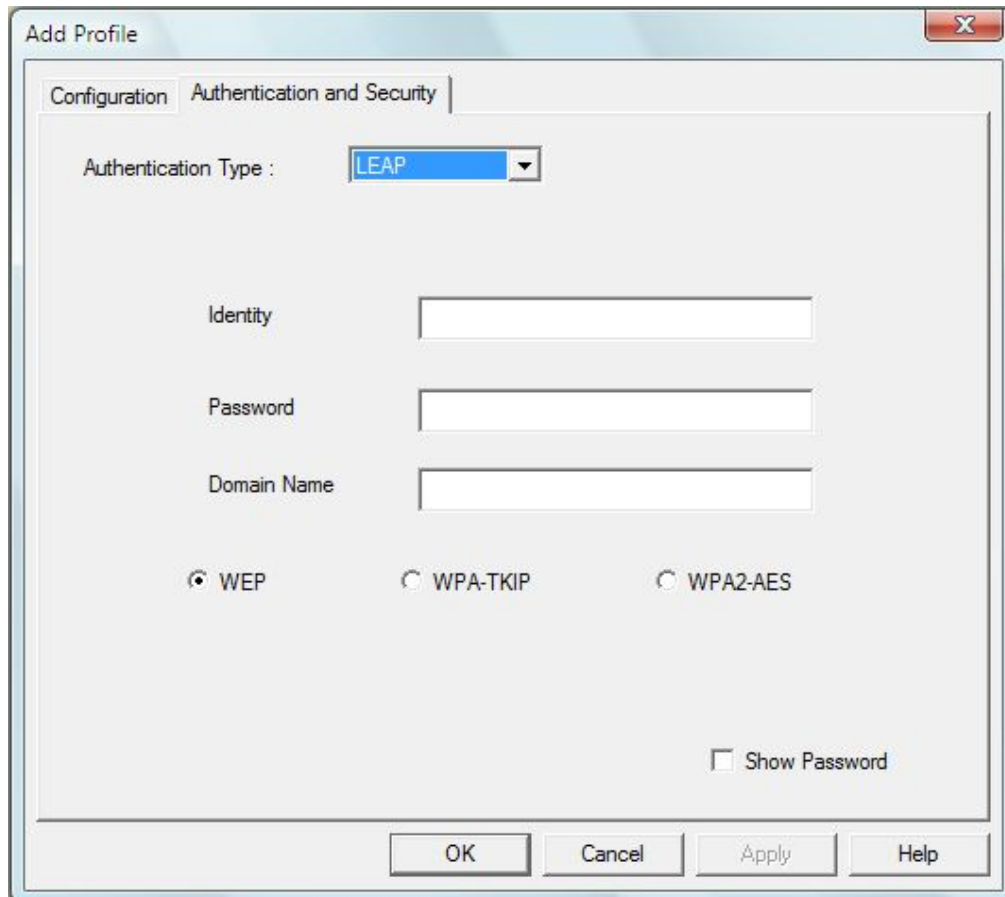 Add Profile
Configuration
Authentication and Security
Authentication Type :
LEAP
Identity
Password
Domain Name
WEP
WPA-TKIP
WPA2-AES
Show Password
OK
Cancel
Apply
Help